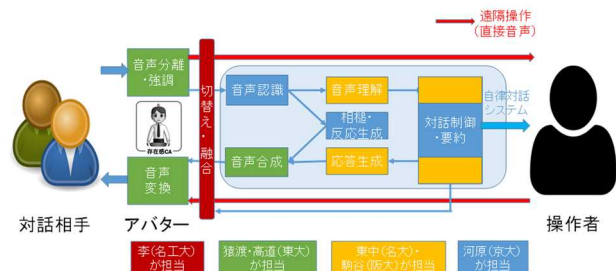 遠隔操作
(直接音声)
音声分離
・強調
切替え・融合
音声認識
音声理解
相槌・
反応生成
対話制御
・要約
自律対話
システム
存在感CA
音声合成
応答生成
音声
変換
対話相手
アバター
操作者
李(名工大)
が担当
猿渡・高道(東大)
が担当
東中(名大)・
駒谷(阪大)が担当
河原(京大)
が担当